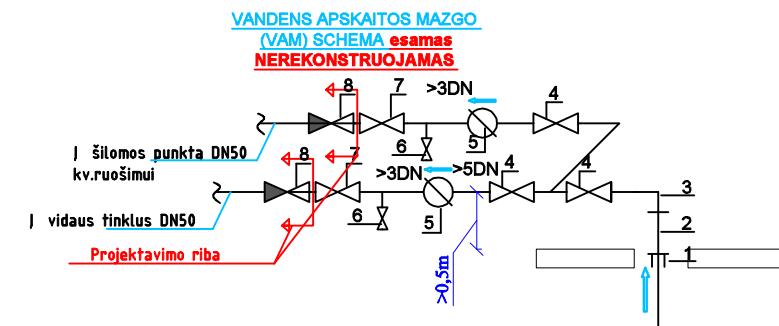 VANDENS APSKAITOS MAZGO
(VAM) SCHEMA esamas
NEREKONSTRUOJAMAS
8
7
>3DN
4
5
6
Į šilomos punkta DN50
kv.ruošimui
8
7
>3DN
>5DN
4
4
3
6
5
2
Į vidaus tinklus DN50
Projektavimo riba
>0,5m
1